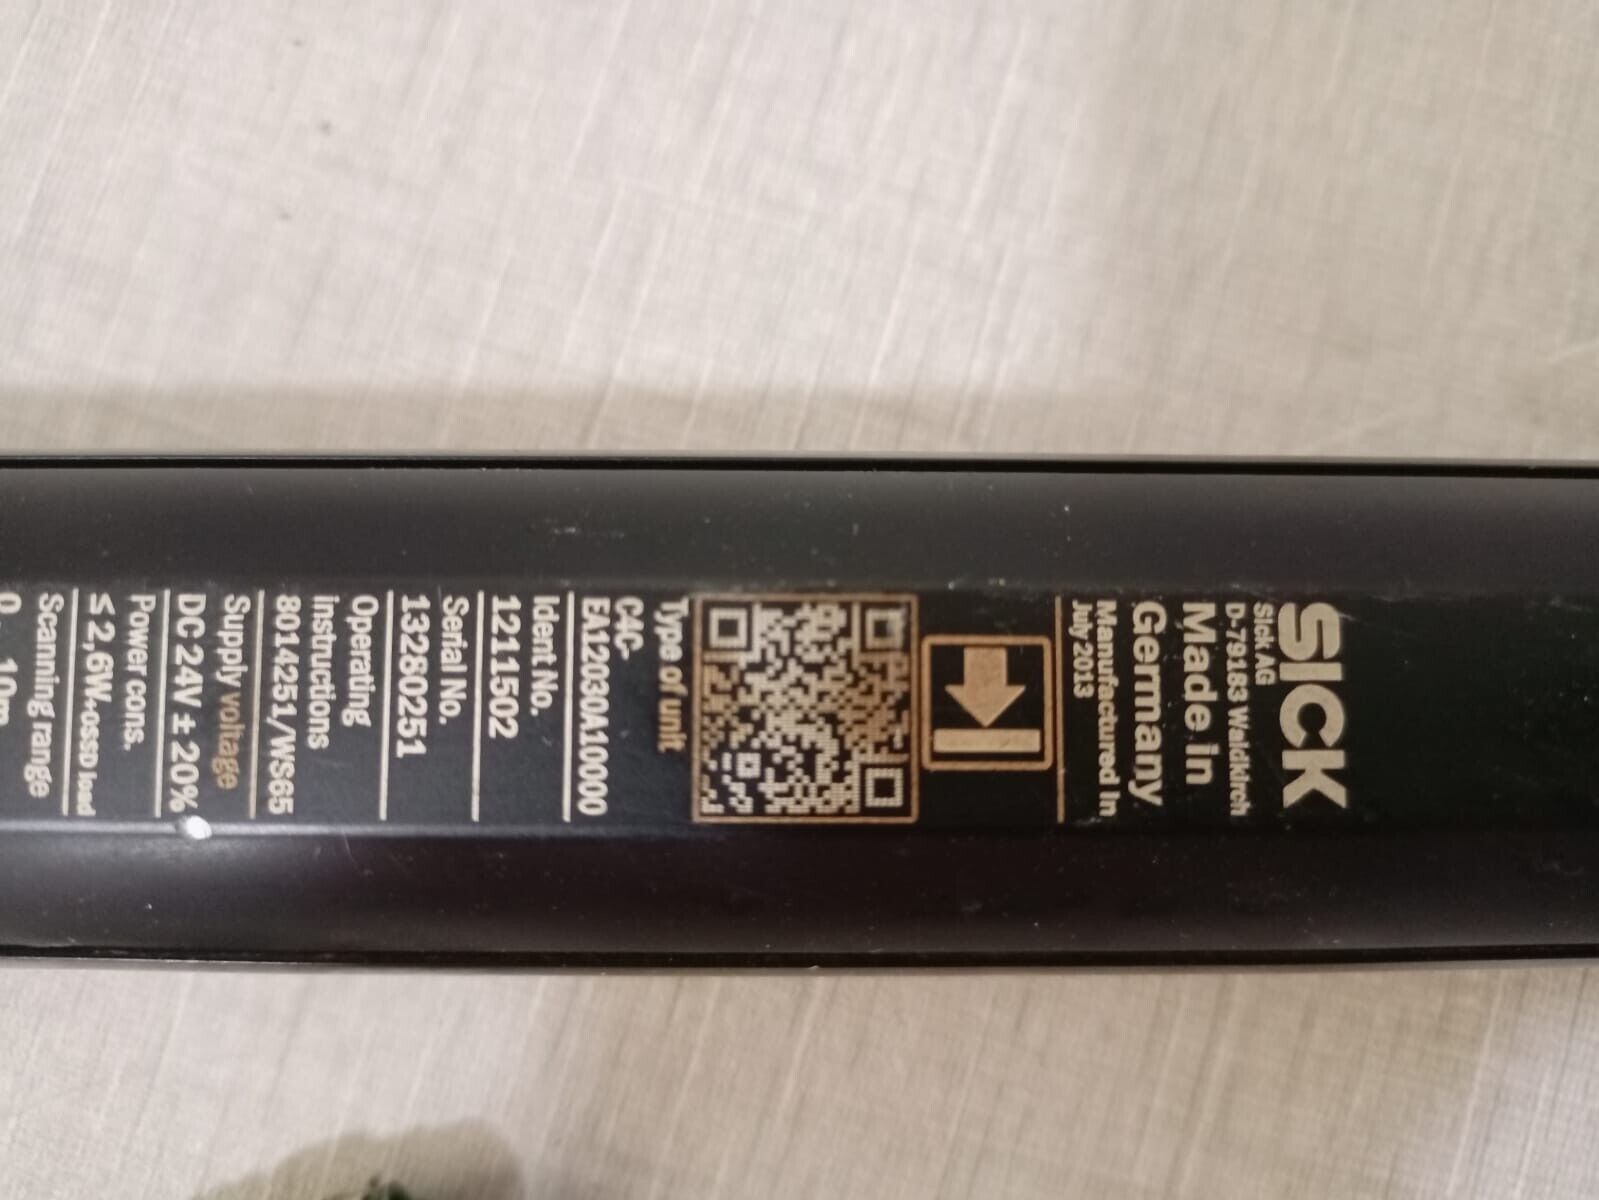 SICK
Sick AG
D-79183 Waldkirch
Made in
Germany
Manufactured in
July 2013
Type of unit
C4C-
EA12030A10000
Ident No.
1211502
Serial No.
13280251
Operating
instructions
8014251/WS65
Supply voltage
DC 24V ± 20%
Power cons.
≤ 2,6W+OSSD load
Scanning range